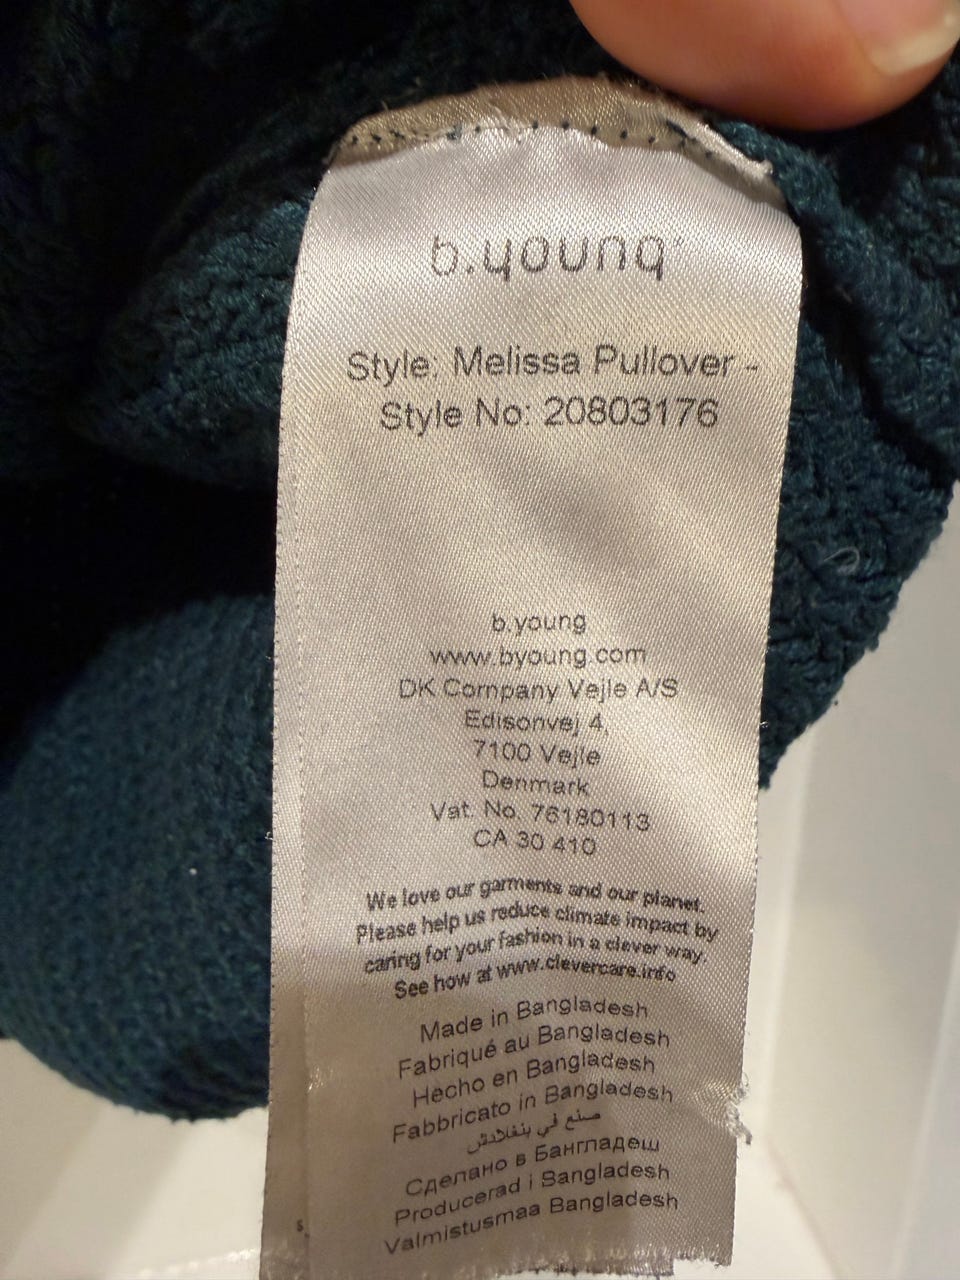 b.young®
Style: Melissa Pullover -
Style No: 20803176
b.young
www.byoung.com
DK Company Vejle A/S
Edisonvej 4,
7100 Vejle
Denmark
Vat. No. 76180113
CA 30 410
We love our garments and our planet.
Please help us reduce climate impact by
caring for your fashion in a clever way.
See how at www.clevercare.info
Made in Bangladesh
Fabriqué au Bangladesh
Hecho en Bangladesh
Fabbricato in Bangladesh
صنع في بنغلادش
Сделано в Бангладеш
Producerad i Bangladesh
Valmistusmaa Bangladesh